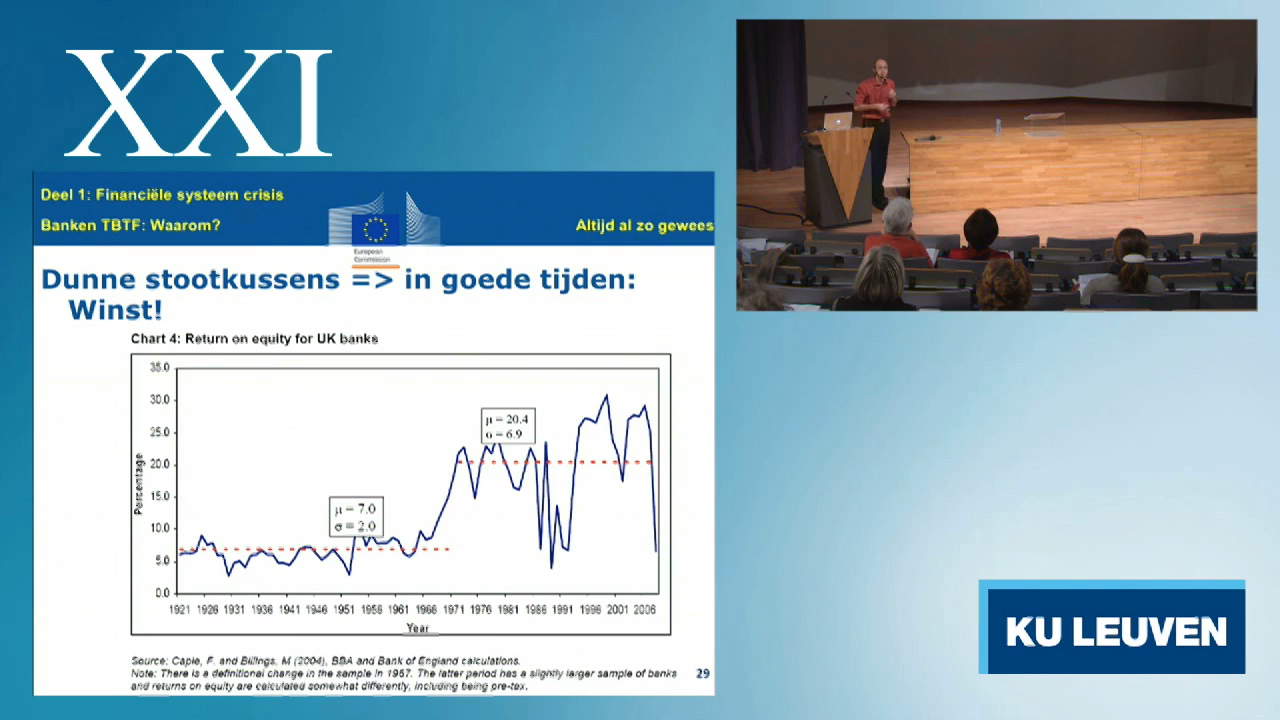 XXI
Deel 1: Financiële systeem crisis
Banken TBTF: Waarom?
Altijd al zo gewees
European
Commission
Dunne stootkussens => in goede tijden:
Winst!
Chart 4: Return on equity for UK banks
35.0
30.0
25.0
20.0
15.0
10.0
5.0
0.0
Percentage
μ = 20.4
σ = 6.9
μ = 7.0
σ = 2.0
1921 1926 1931 1936 1941 1946 1951 1956 1961 1966 1971 1976 1981 1986 1991 1996 2001 2006
Year
Source: Capie, F. and Billings, M (2004), BBA and Bank of England calculations.
Note: There is a definitional change in the sample in 1967. The latter period has a slightly larger sample of banks
and returns on equity are calculated somewhat differently, including being pre-tax.
29
KU LEUVEN